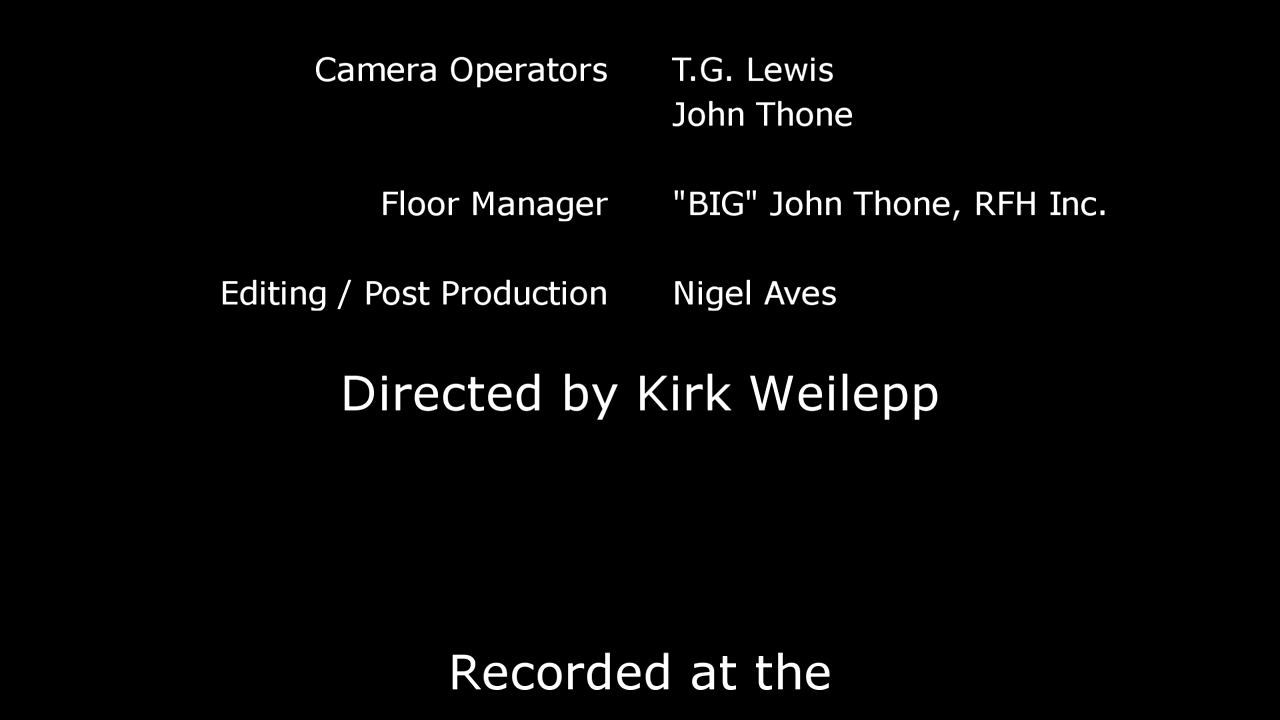 Camera Operators T.G. Lewis
John Thone
Floor Manager "BIG" John Thone, RFH Inc.
Editing / Post Production Nigel Aves
Directed by Kirk Weilepp
Recorded at the